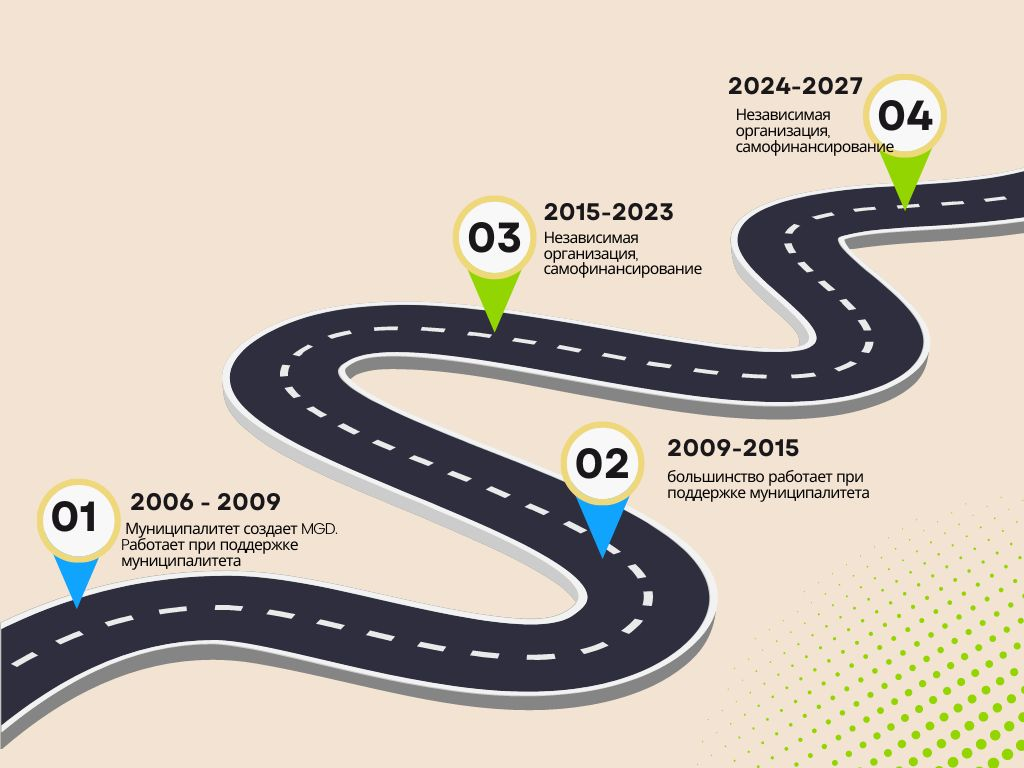 01
2006 - 2009
Муниципалитет создает MGD.
Работает при поддержке
муниципалитета
02
2009-2015
большинство работает при
поддержке муниципалитета
03
2015-2023
Независимая
организация,
самофинансирование
04
2024-2027
Независимая
организация,
самофинансирование